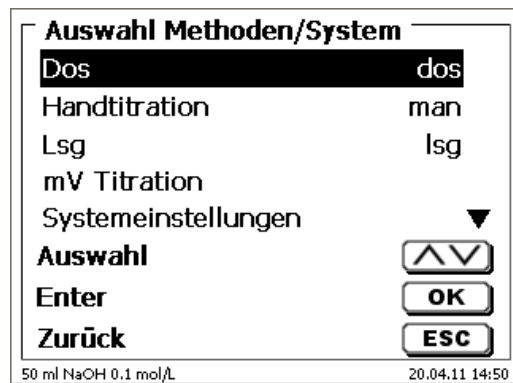 Auswahl Methoden/System
Dos dos
Handtitration man
Lsg lsg
mV Titration
Systemeinstellungen ▼
Auswahl
Enter OK
Zurück ESC
50 ml NaOH 0.1 mol/L 20.04.11 14:50